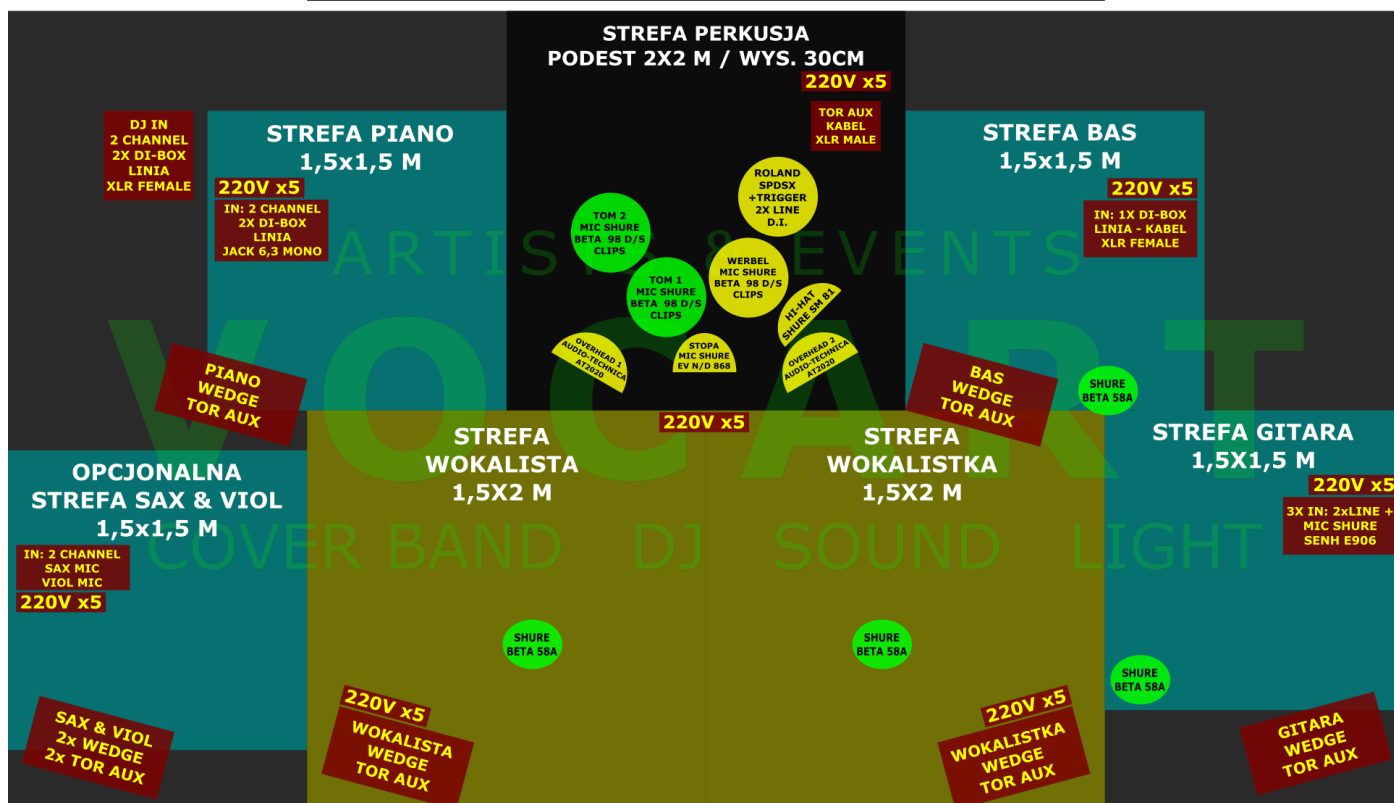 STREFA PERKUSJA
PODEST 2X2 M / WYS. 30CM
220V x5
TOR AUX
KABEL
XLR MALE
DJ IN
2 CHANNEL
2X DI-BOX
LINIA
XLR FEMALE
STREFA PIANO
1,5x1,5 M
220V x5
IN: 2 CHANNEL
2X DI-BOX
LINIA
JACK 6,3 MONO
STREFA BAS
1,5x1,5 M
220V x5
IN: 1X DI-BOX
LINIA - KABEL
XLR FEMALE
ROLAND
SPDSX
+TRIGGER
2X LINE
D.I.
TOM 2
MIC SHURE
BETA 98 D/S
CLIPS
TOM 1
MIC SHURE
BETA 98 D/S
CLIPS
WERBEL
MIC SHURE
BETA 98 D/S
CLIPS
HI-HAT
SHURE SM 81
OVERHEAD 1
AUDIO-TECHNICA
AT2020
STOPA
MIC SHURE
EV N/D 868
OVERHEAD 2
AUDIO-TECHNICA
AT2020
ARTISTS & EVENTS
VOCART
COVER BAND DJ SOUND LIGHT
PIANO
WEDGE
TOR AUX
BAS
WEDGE
TOR AUX
SHURE
BETA 58A
220V x5
OPCJONALNA
STREFA SAX & VIOL
1,5x1,5 M
IN: 2 CHANNEL
SAX MIC
VIOL MIC
220V x5
STREFA
WOKALISTA
1,5X2 M
STREFA
WOKALISTKA
1,5X2 M
STREFA GITARA
1,5X1,5 M
220V x5
3X IN: 2xLINE +
MIC SHURE
SENH E906
SHURE
BETA 58A
SHURE
BETA 58A
SHURE
BETA 58A
SAX & VIOL
2x WEDGE
2x TOR AUX
220V x5
WOKALISTA
WEDGE
TOR AUX
220V x5
WOKALISTKA
WEDGE
TOR AUX
GITARA
WEDGE
TOR AUX